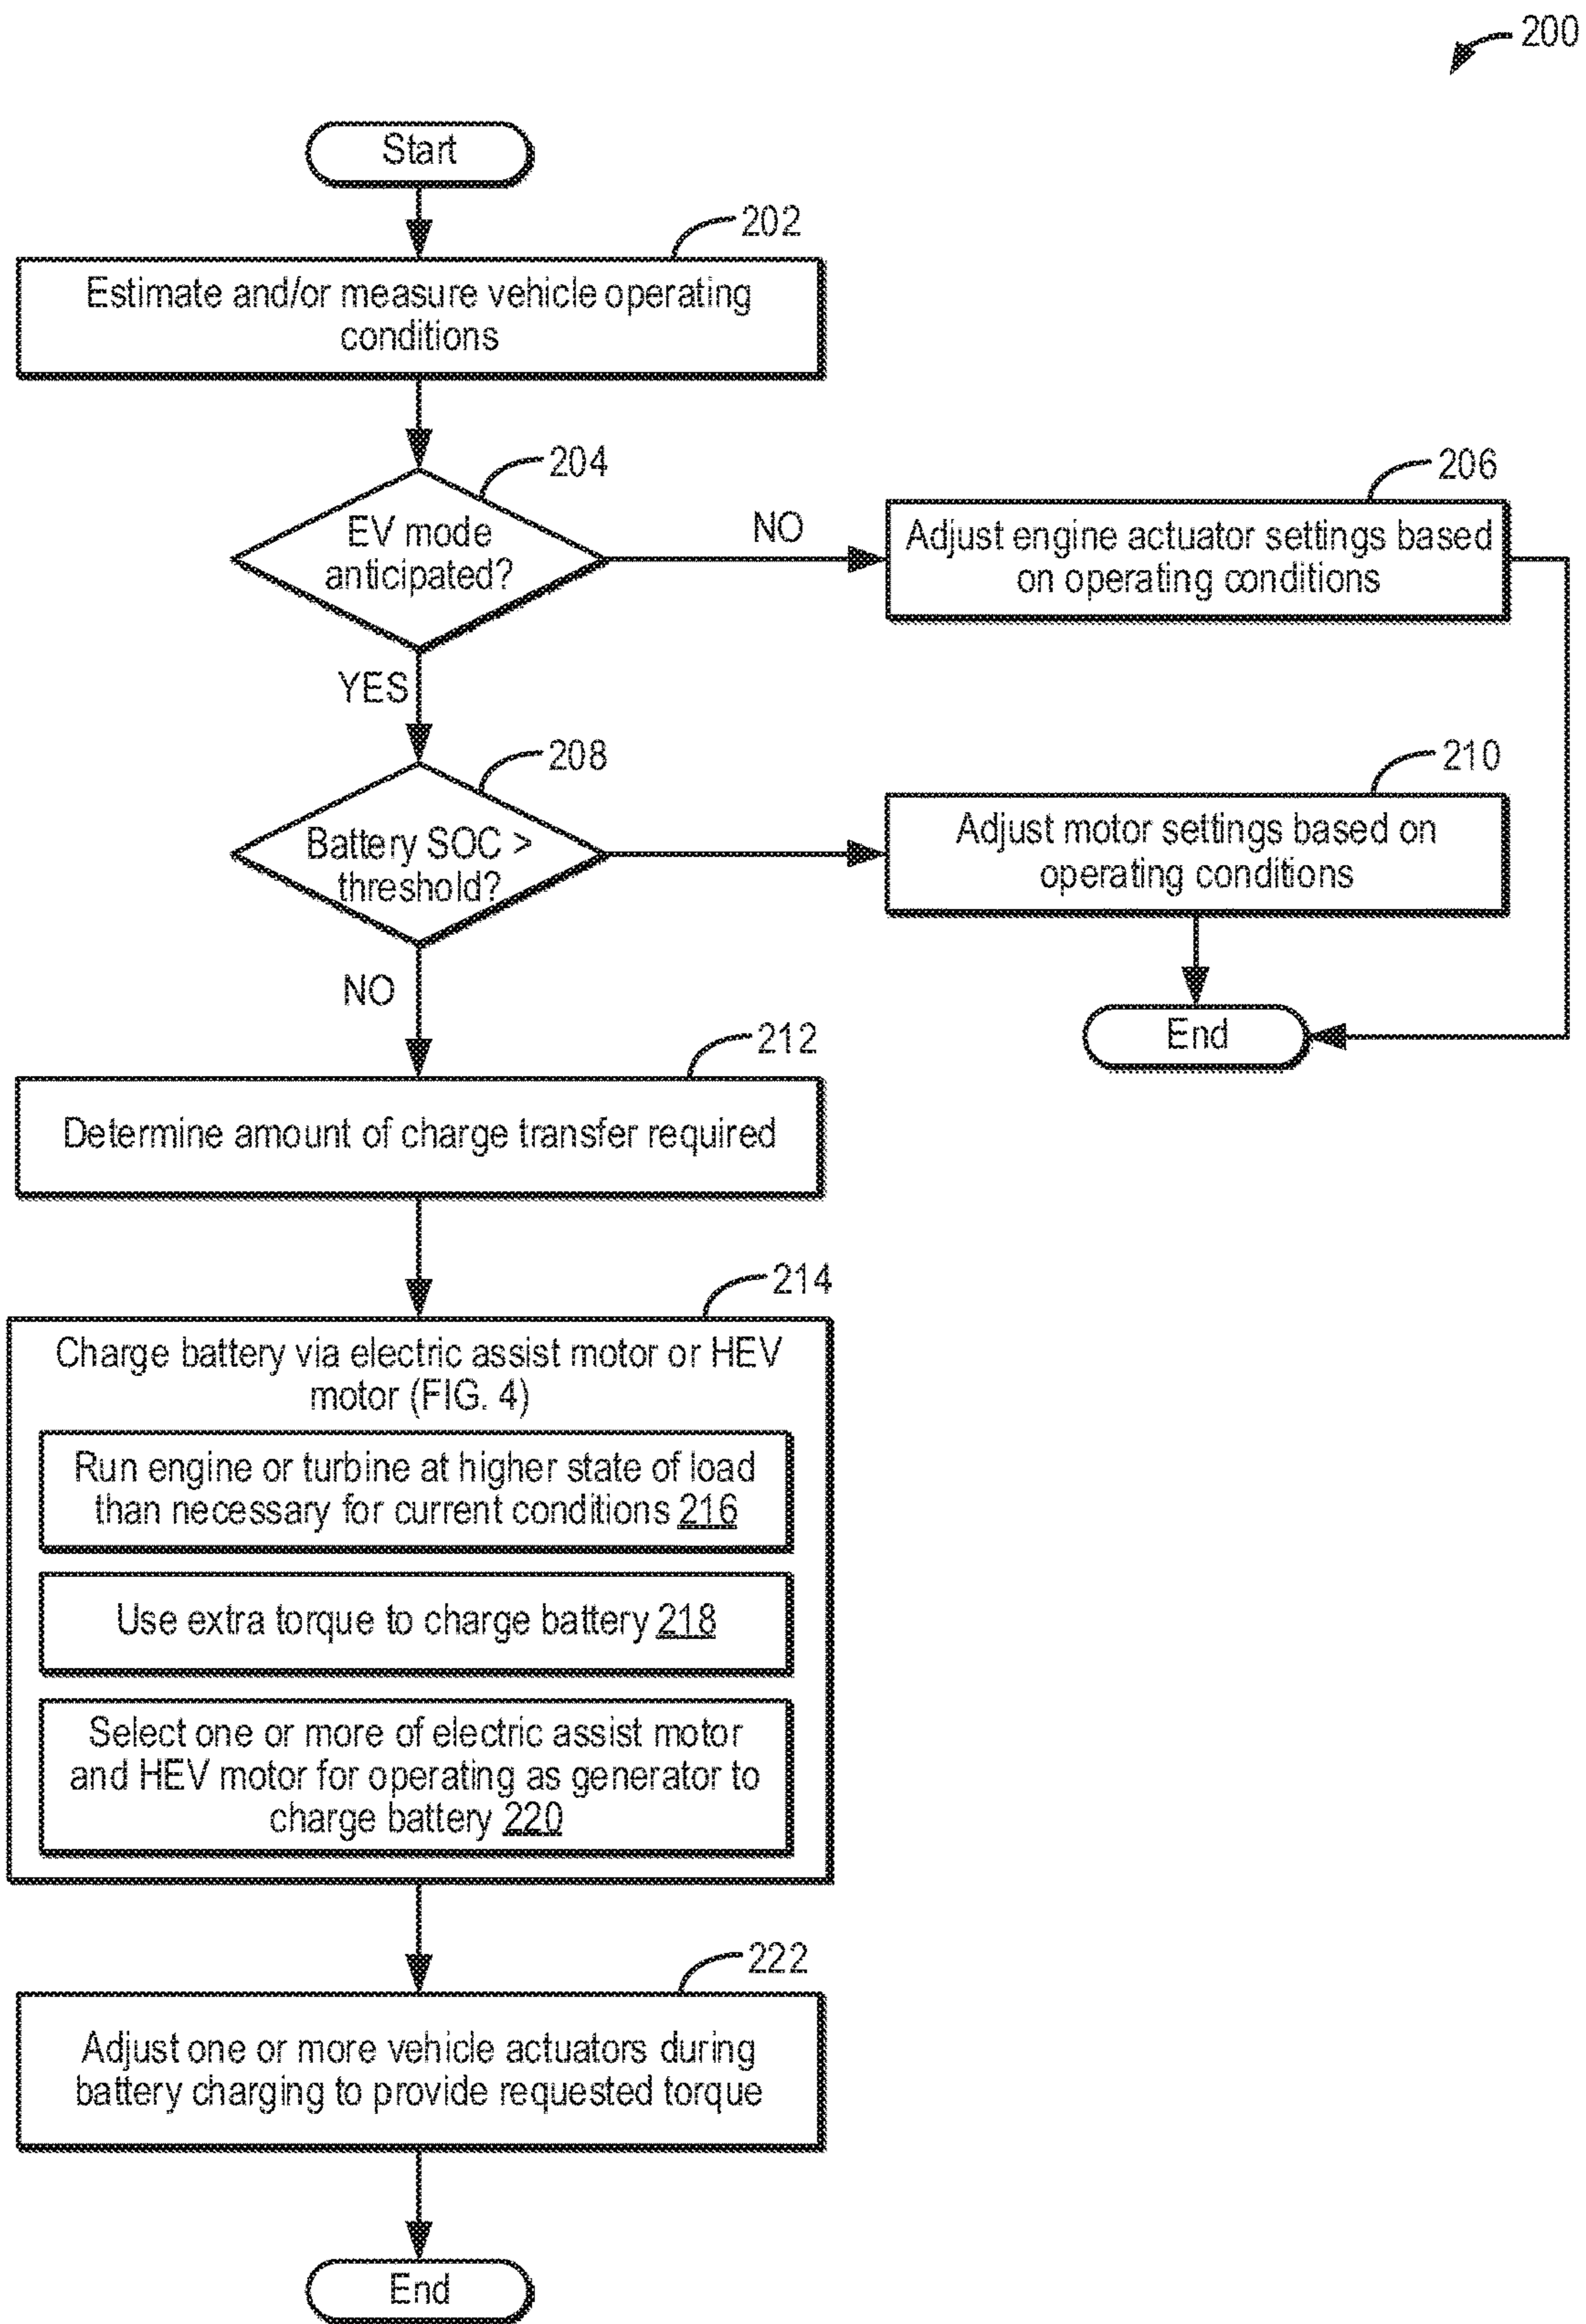 200
Start
202
Estimate and/or measure vehicle operating
conditions
204
EV mode
anticipated?
NO
206
Adjust engine actuator settings based
on operating conditions
YES
208
Battery SOC >
threshold?
210
Adjust motor settings based on
operating conditions
End
NO
212
Determine amount of charge transfer required
214
Charge battery via electric assist motor or HEV
motor (FIG. 4)
Run engine or turbine at higher state of load
than necessary for current conditions 216
Use extra torque to charge battery 218
Select one or more of electric assist motor
and HEV motor for operating as generator to
charge battery 220
222
Adjust one or more vehicle actuators during
battery charging to provide requested torque
End